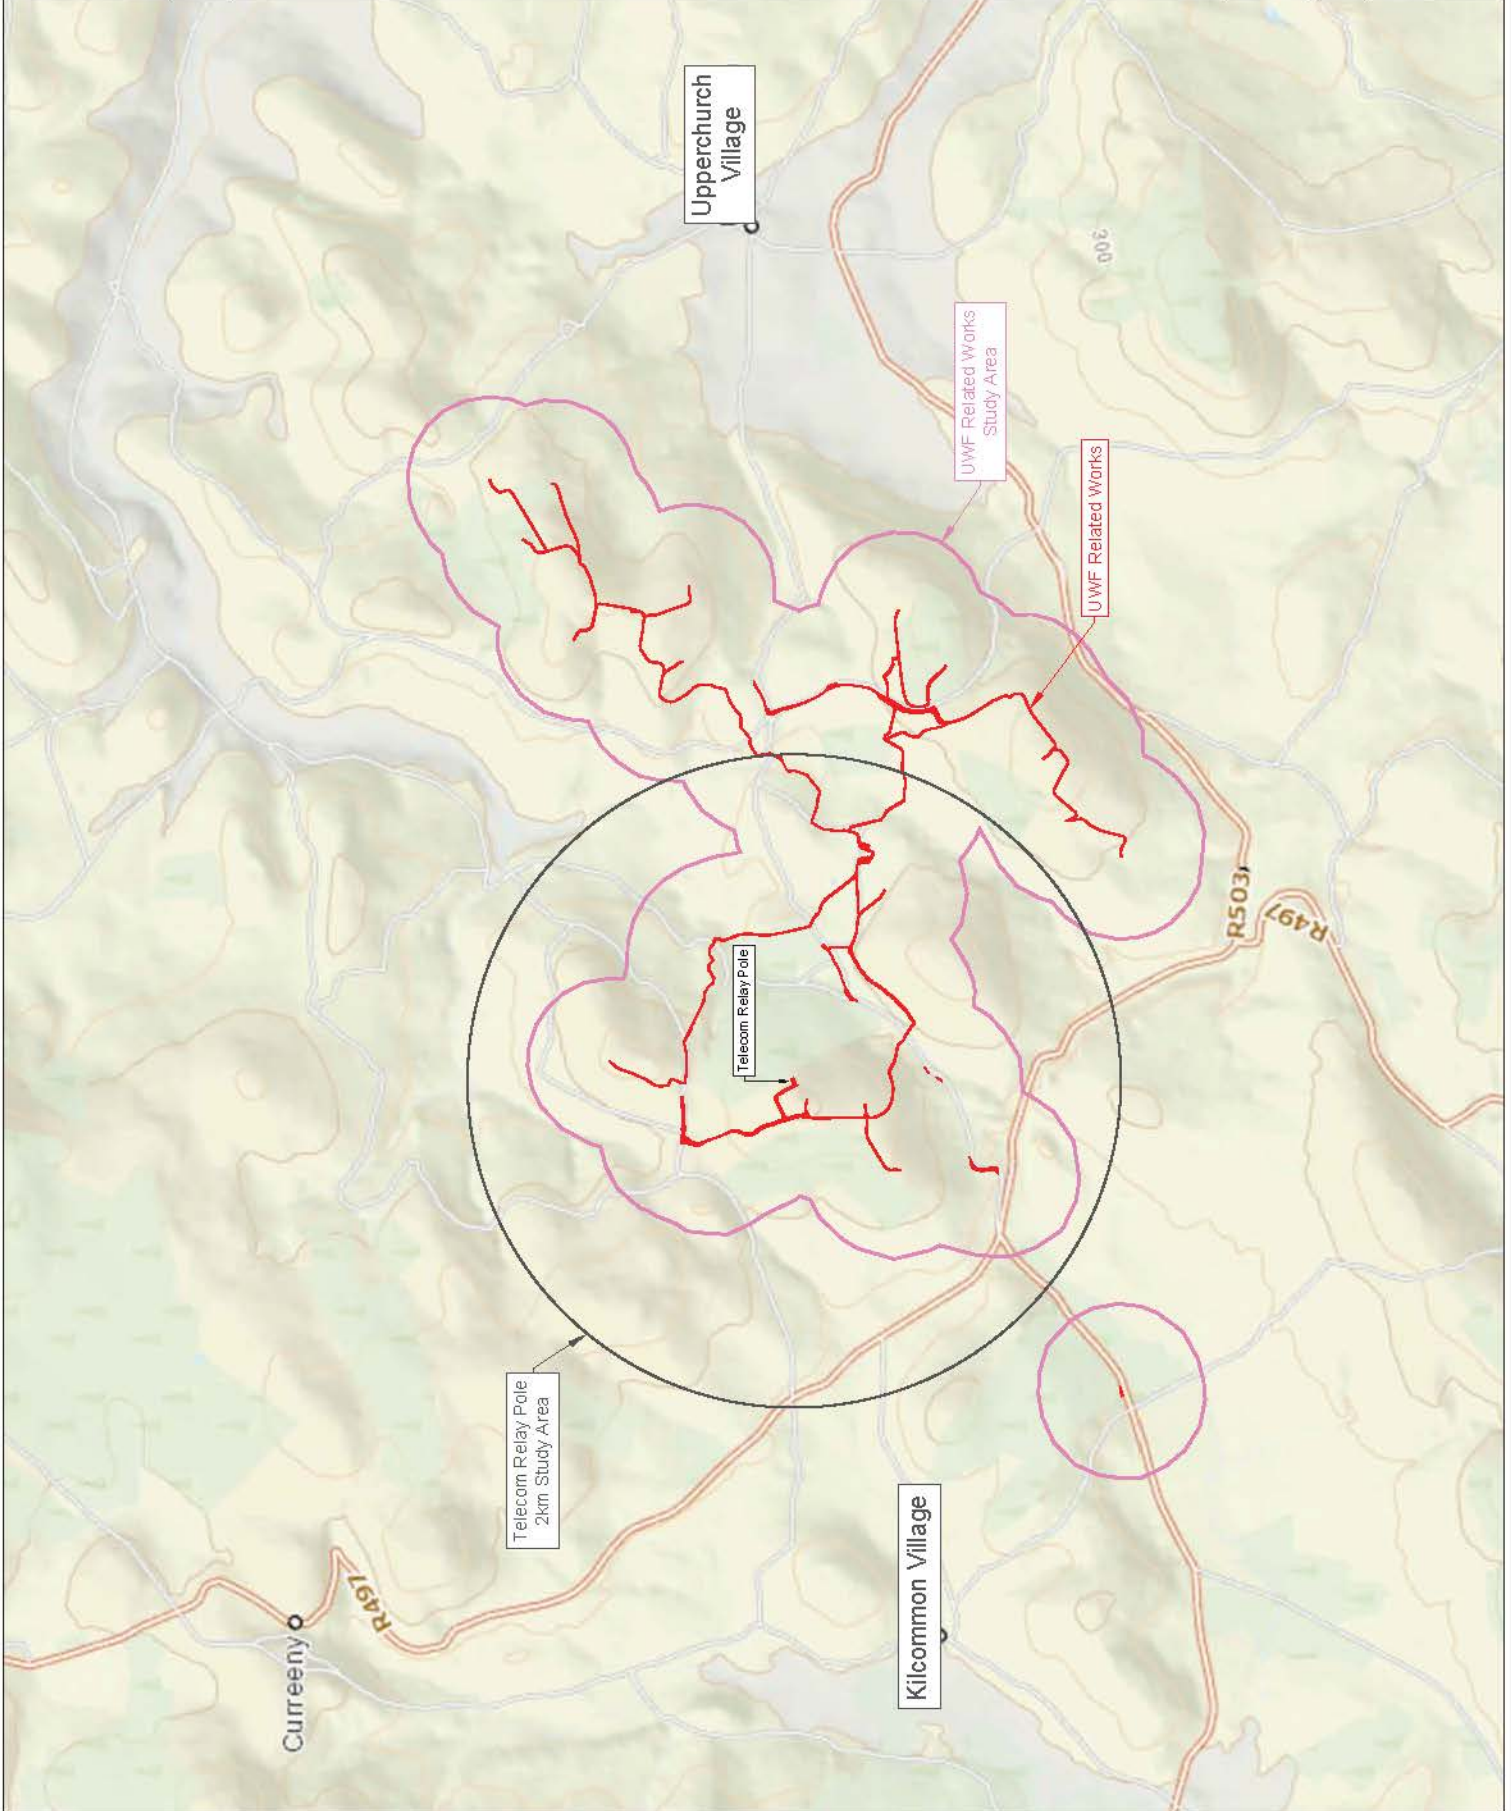 Upperchurch
Village
300
UWF Related Works
Study Area
UWF Related Works
Telecom Relay Pole
R503
R497
Telecom Relay Pole
2km Study Area
Kilcommon Village
R497
Curreeny